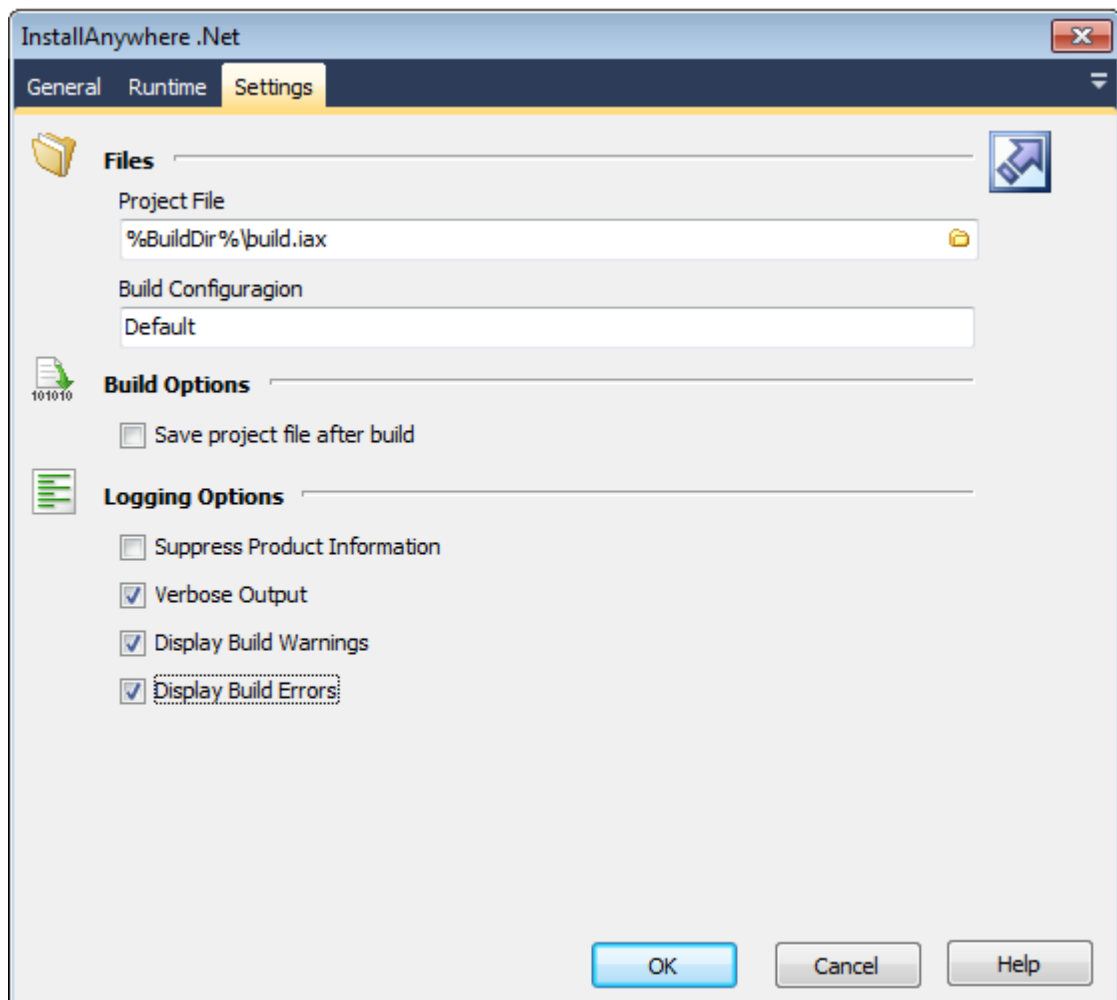 InstallAnywhere .Net
General Runtime Settings
Files
Project File
%BuildDir%\build.iax
Build Configuragion
Default
101010
Build Options
Save project file after build
Logging Options
Suppress Product Information
Verbose Output
Display Build Warnings
Display Build Errors
OK Cancel Help